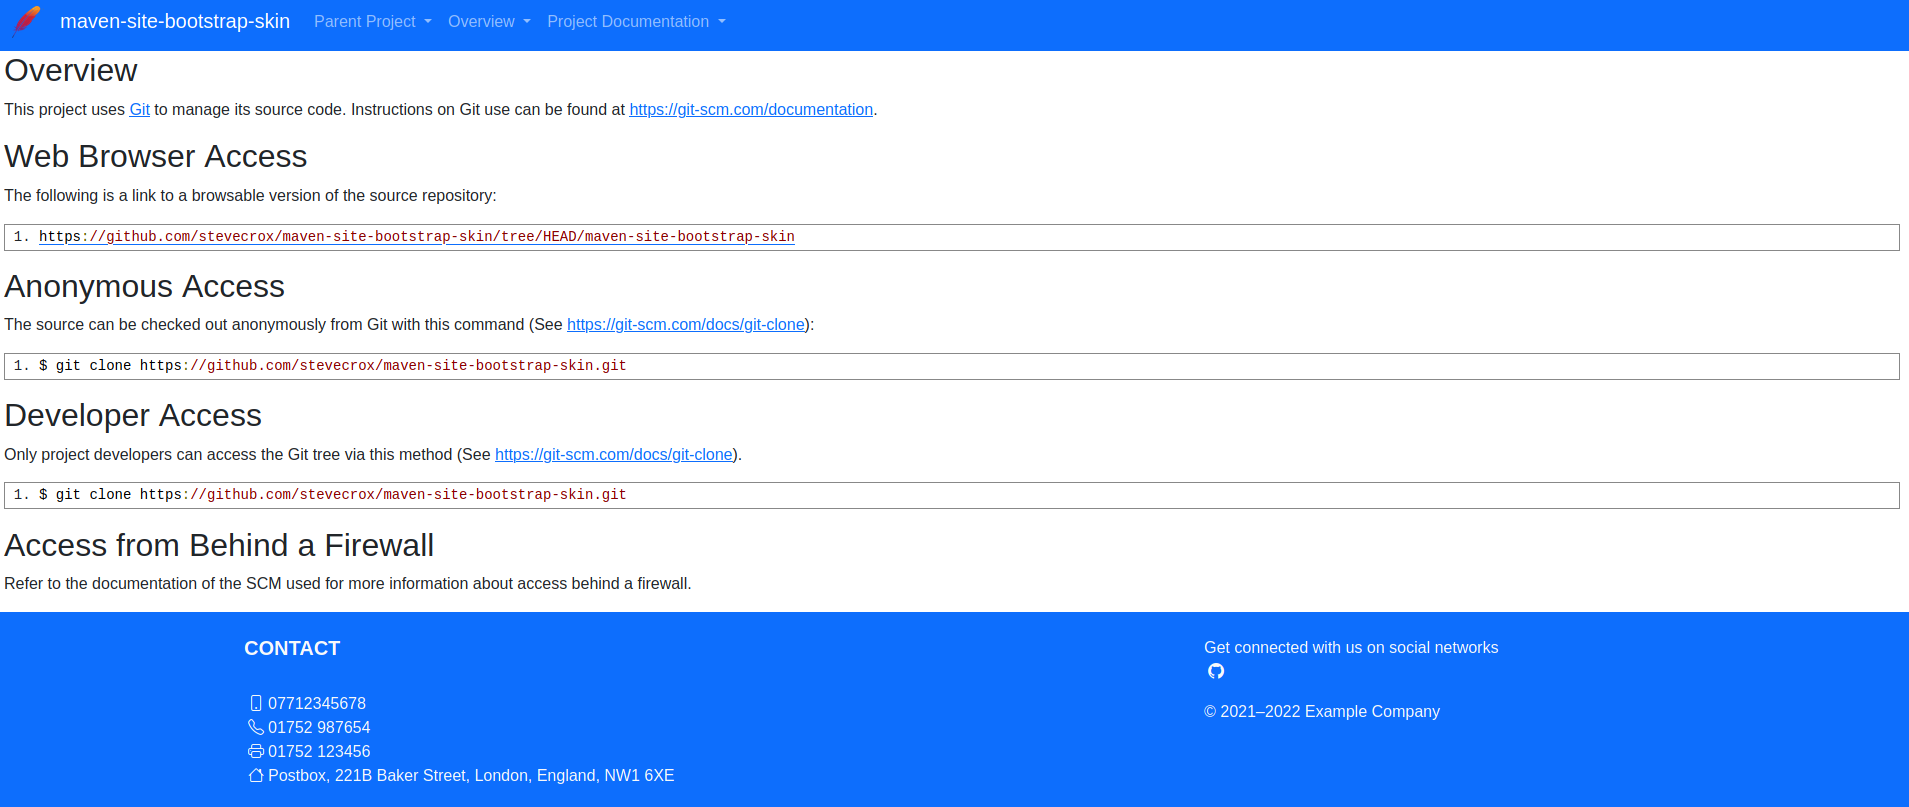 maven-site-bootstrap-skin Parent Project Overview Project Documentation
Overview
This project uses Git to manage its source code. Instructions on Git use can be found at https://git-scm.com/documentation.
Web Browser Access
The following is a link to a browsable version of the source repository:
1. https://github.com/stevecrox/maven-site-bootstrap-skin/tree/HEAD/maven-site-bootstrap-skin
Anonymous Access
The source can be checked out anonymously from Git with this command (See https://git-scm.com/docs/git-clone):
1. $ git clone https://github.com/stevecrox/maven-site-bootstrap-skin.git
Developer Access
Only project developers can access the Git tree via this method (See https://git-scm.com/docs/git-clone).
1. $ git clone https://github.com/stevecrox/maven-site-bootstrap-skin.git
Access from Behind a Firewall
Refer to the documentation of the SCM used for more information about access behind a firewall.
CONTACT
07712345678
01752 987654
01752 123456
Postbox, 221B Baker Street, London, England, NW1 6XE
Get connected with us on social networks
© 2021–2022 Example Company